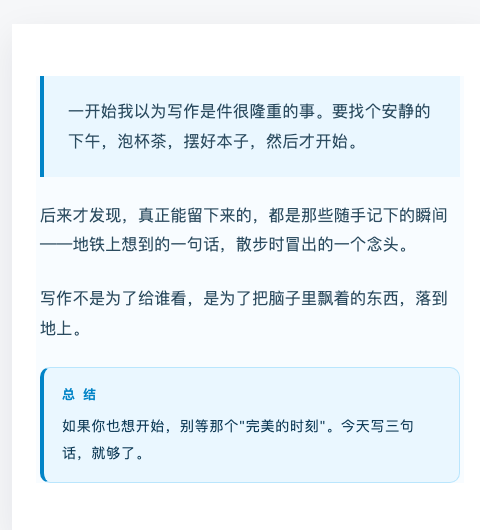 一开始我以为写作是件很隆重的事。要找个安静的
下午，泡杯茶，摆好本子，然后才开始。
后来才发现，真正能留下来的，都是那些随手记下的瞬间
——地铁上想到的一句话，散步时冒出的一个念头。
写作不是为了给谁看，是为了把脑子里飘着的东西，落到
地上。
总结
如果你也想开始，别等那个"完美的时刻"。今天写三句
话，就够了。